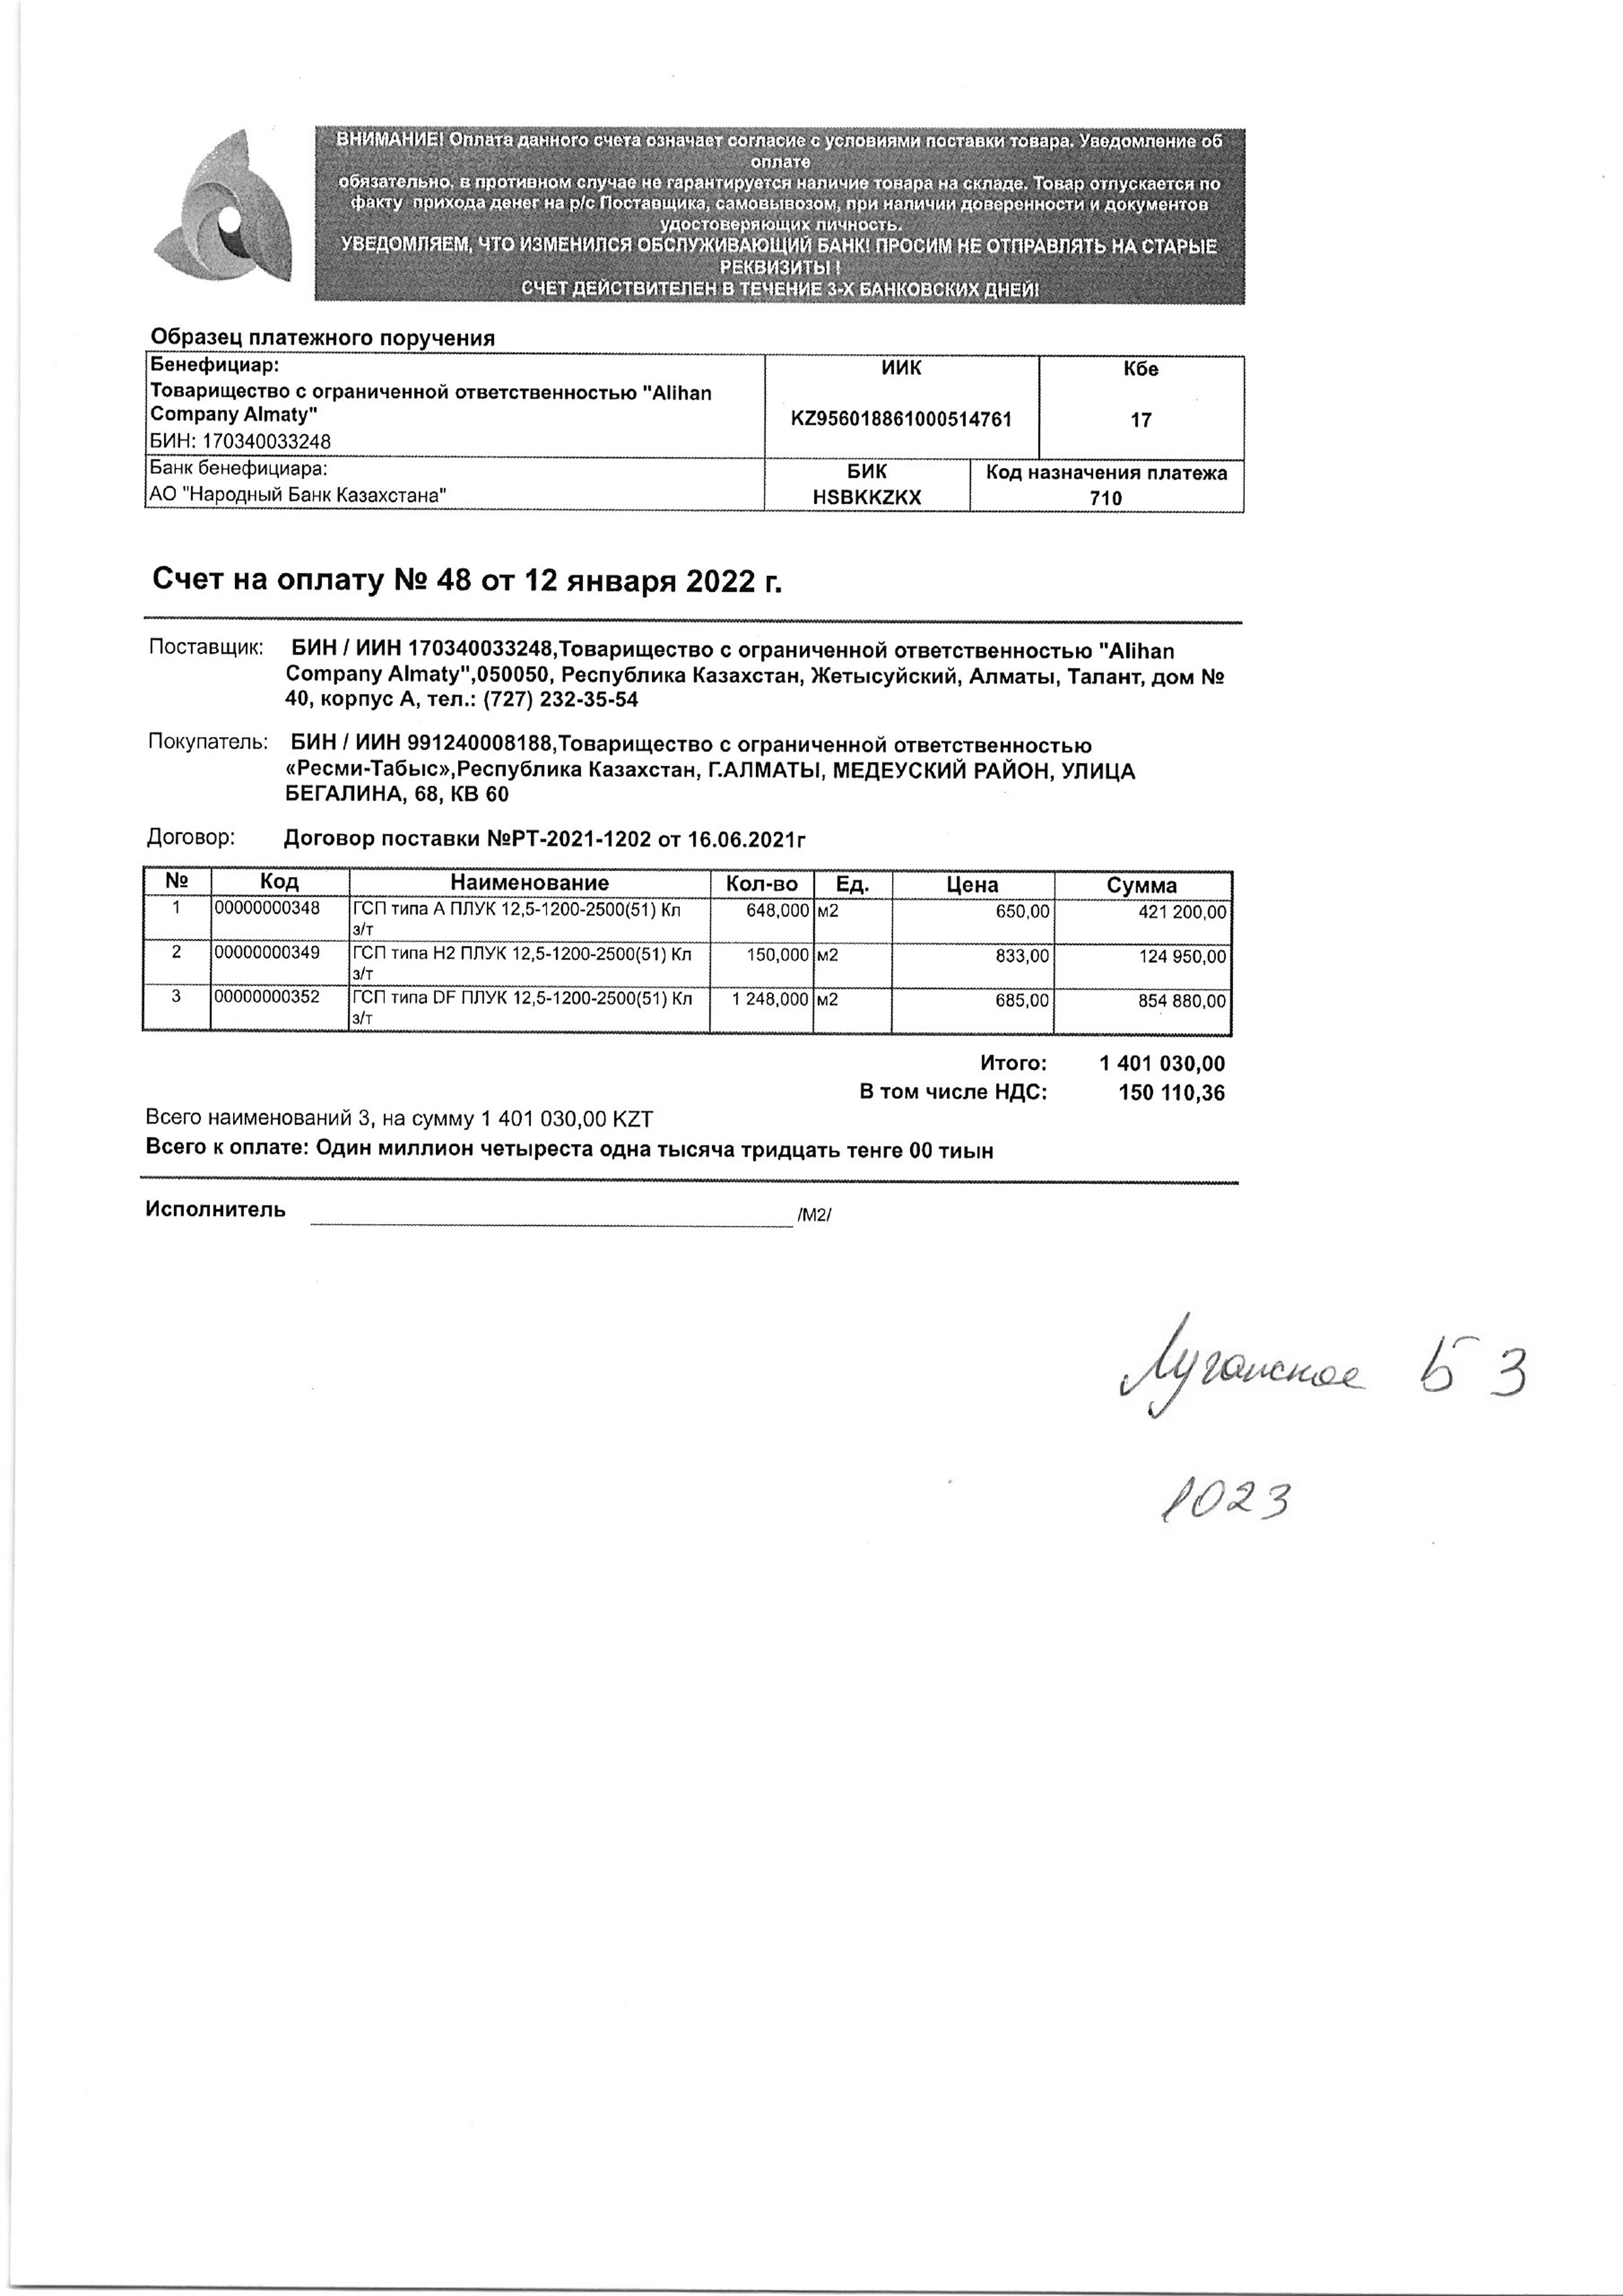 ВНИМАНИЕ! Оплата данного счета означает согласие с условиями поставки товара. Уведомление об
оплате
обязательно, в противном случае не гарантируется наличие товара на складе. Товар отпускается по
факту прихода денег на р/с Поставщика, самовывозом, при наличии доверенности и документов
удостоверяющих личность.
УВЕДОМЛЯЕМ, ЧТО ИЗМЕНИЛСЯ ОБСЛУЖИВАЮЩИЙ БАНК! ПРОСИМ НЕ ОТПРАВЛЯТЬ НА СТАРЫЕ
РЕКВИЗИТЫ !
СЧЕТ ДЕЙСТВИТЕЛЕН В ТЕЧЕНИЕ 3-Х БАНКОВСКИХ ДНЕЙ!
Образец платежного поручения
Бенефициар: ИИК Кбе
Товарищество с ограниченной ответственностью "Alihan
Company Almaty" KZ956018861000514761 17
БИН: 170340033248
Банк бенефициара: БИК Код назначения платежа
АО "Народный Банк Казахстана" HSBKKZKX 710
Счет на оплату № 48 от 12 января 2022 г.
Поставщик: БИН / ИИН 170340033248,Товарищество с ограниченной ответственностью "Alihan
Company Almaty",050050, Республика Казахстан, Жетысуйский, Алматы, Талант, дом №
40, корпус А, тел.: (727) 232-35-54
Покупатель: БИН / ИИН 991240008188,Товарищество с ограниченной ответственностью
«Ресми-Табыс»,Республика Казахстан, Г.АЛМАТЫ, МЕДЕУСКИЙ РАЙОН, УЛИЦА
БЕГАЛИНА, 68, КВ 60
Договор: Договор поставки №РТ-2021-1202 от 16.06.2021г
№ Код Наименование Кол-во Ед. Цена Сумма
1 00000000348 ГСП типа А ПЛУК 12,5-1200-2500(51) Кл 648,000 м2 650,00 421 200,00
з/т
2 00000000349 ГСП типа Н2 ПЛУК 12,5-1200-2500(51) Кл 150,000 м2 833,00 124 950,00
з/т
3 00000000352 ГСП типа DF ПЛУК 12,5-1200-2500(51) Кл 1 248,000 м2 685,00 854 880,00
з/т
Итого: 1 401 030,00
В том числе НДС: 150 110,36
Всего наименований 3, на сумму 1 401 030,00 KZT
Всего к оплате: Один миллион четыреста одна тысяча тридцать тенге 00 тиын
Исполнитель /М2/
Луганское Б 3
1023